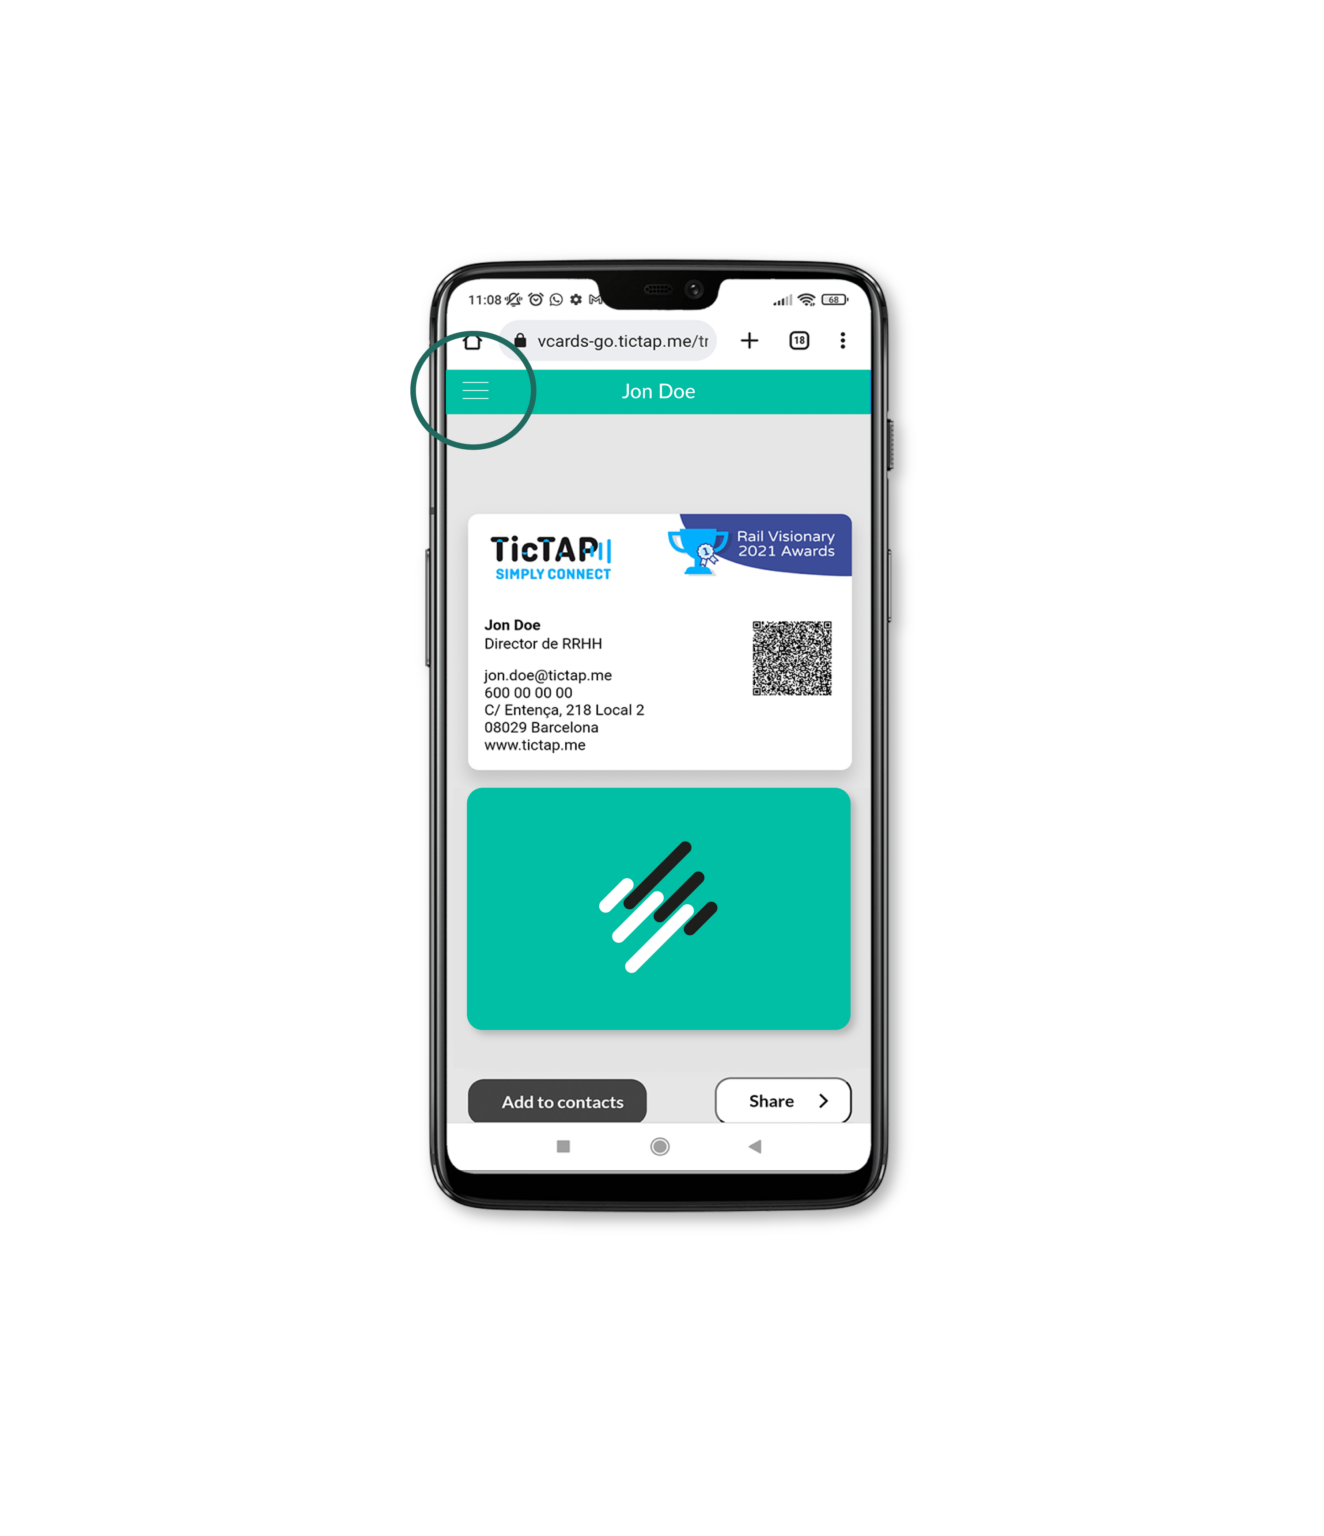 11:08
68
vcards-go.tictap.me/tr
18
Jon Doe
TicTAP
SIMPLY CONNECT
1
Rail Visionary
2021 Awards
Jon Doe
Director de RRHH
jon.doe@tictap.me
600 00 00 00
C/ Entença, 218 Local 2
08029 Barcelona
www.tictap.me
Add to contacts
Share